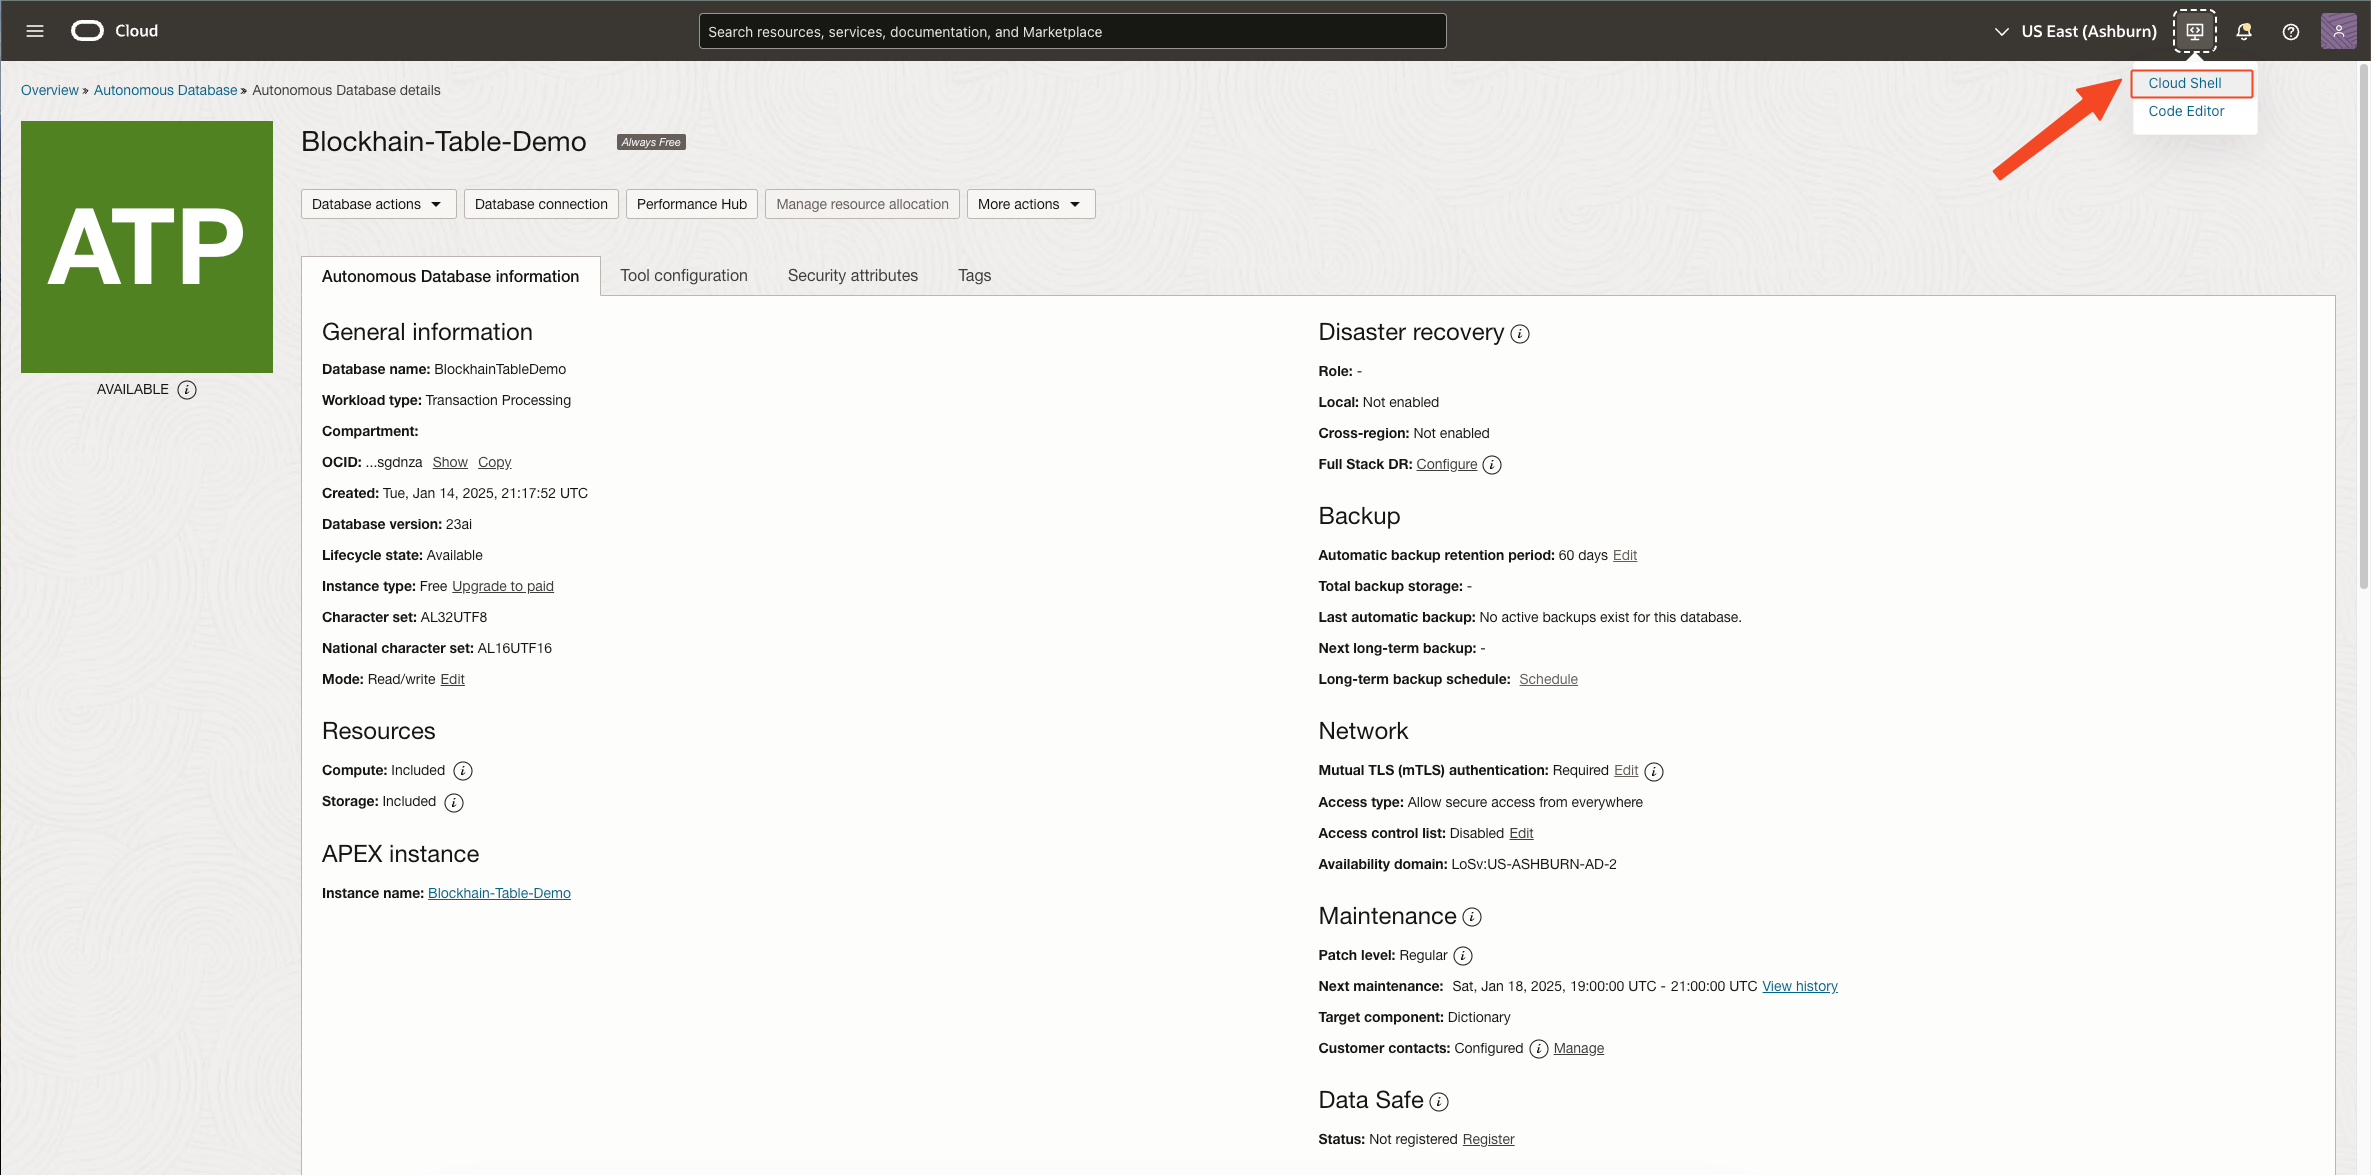 Cloud
Search resources, services, documentation, and Marketplace
US East (Ashburn)
Cloud Shell
Code Editor
Overview » Autonomous Database » Autonomous Database details
ATP
AVAILABLE
Blockhain-Table-Demo
Always Free
Database actions
Database connection
Performance Hub
Manage resource allocation
More actions
Autonomous Database information
Tool configuration
Security attributes
Tags
General information
Database name: BlockhainTableDemo
Workload type: Transaction Processing
Compartment:
OCID: ...sgdnza Show Copy
Created: Tue, Jan 14, 2025, 21:17:52 UTC
Database version: 23ai
Lifecycle state: Available
Instance type: Free Upgrade to paid
Character set: AL32UTF8
National character set: AL16UTF16
Mode: Read/write Edit
Resources
Compute: Included
Storage: Included
APEX instance
Instance name: Blockhain-Table-Demo
Disaster recovery
Role: -
Local: Not enabled
Cross-region: Not enabled
Full Stack DR: Configure
Backup
Automatic backup retention period: 60 days Edit
Total backup storage: -
Last automatic backup: No active backups exist for this database.
Next long-term backup: -
Long-term backup schedule: Schedule
Network
Mutual TLS (mTLS) authentication: Required Edit
Access type: Allow secure access from everywhere
Access control list: Disabled Edit
Availability domain: LoSv:US-ASHBURN-AD-2
Maintenance
Patch level: Regular
Next maintenance: Sat, Jan 18, 2025, 19:00:00 UTC - 21:00:00 UTC View history
Target component: Dictionary
Customer contacts: Configured Manage
Data Safe
Status: Not registered Register